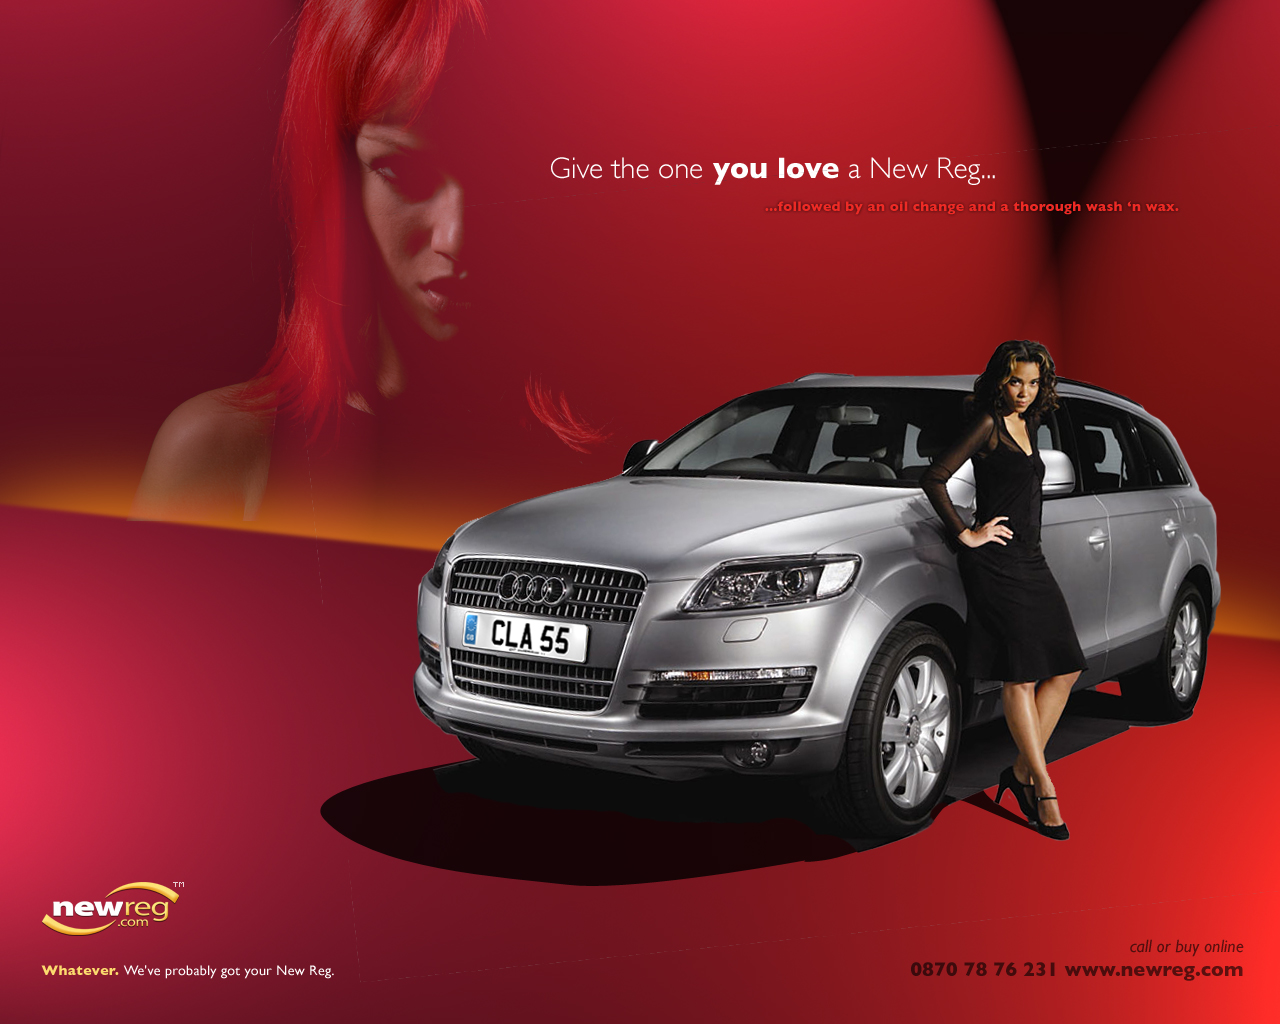 Give the one you love a New Reg...
...followed by an oil change and a thorough wash ‘n wax.
CLA 55
GB
newreg
.com
TM
Whatever. We've probably got your New Reg.
call or buy online
0870 78 76 231 www.newreg.com